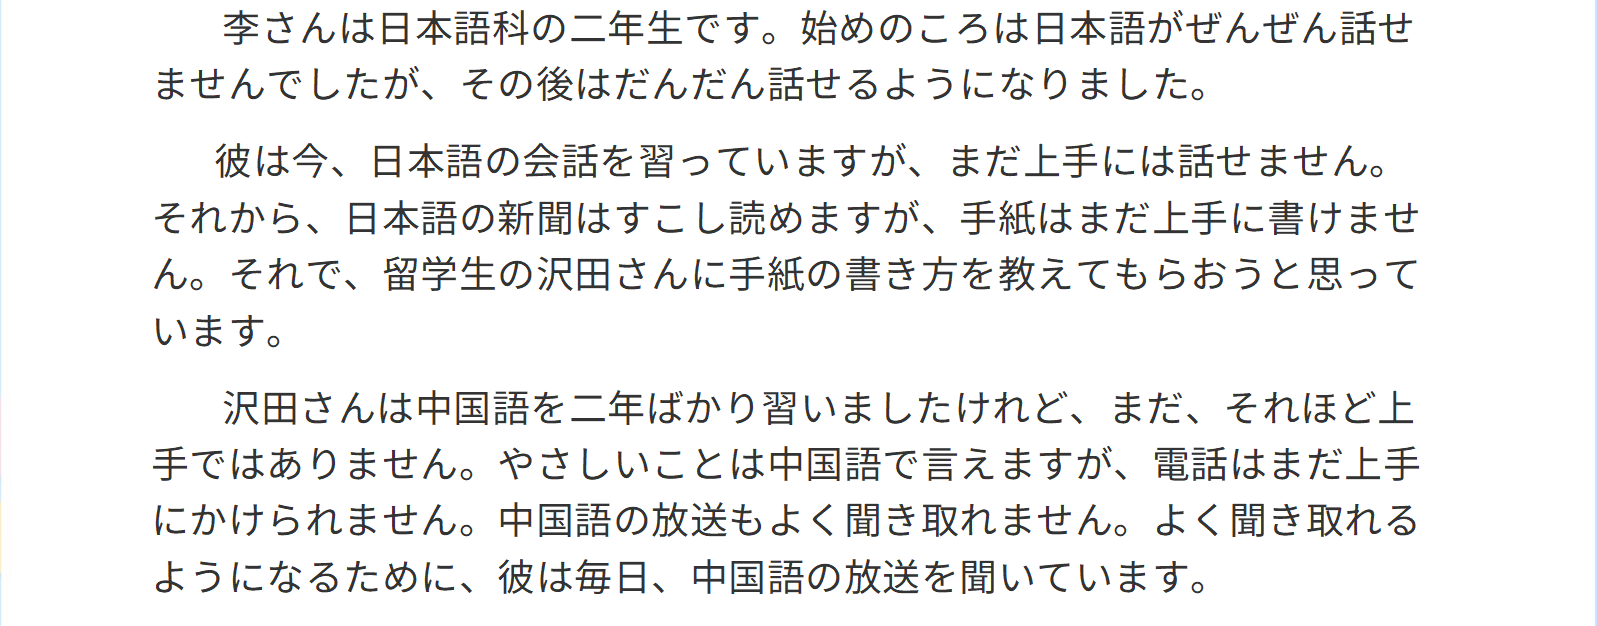 李さんは日本語科の二年生です。始めのころは日本語がぜんぜん話せ
ませんでしたが、その後はだんだん話せるようになりました。
彼は今、日本語の会話を習っていますが、まだ上手には話せません。
それから、日本語の新聞はすこし読めますが、手紙はまだ上手に書けませ
ん。それで、留学生の沢田さんに手紙の書き方を教えてもらおうと思って
います。
沢田さんは中国語を二年ばかり習いましたけれど、まだ、それほど上
手ではありません。やさしいことは中国語で言えますが、電話はまだ上手
にかけられません。中国語の放送もよく聞き取れません。よく聞き取れる
ようになるために、彼は毎日、中国語の放送を聞いています。